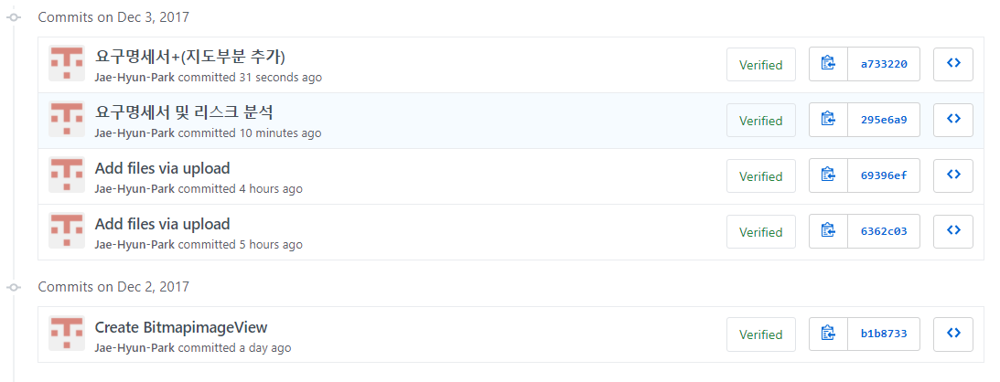 Commits on Dec 3, 2017
요구명세서+(지도부분 추가)
Jae-Hyun-Park committed 31 seconds ago
Verified
a733220
요구명세서 및 리스크 분석
Jae-Hyun-Park committed 10 minutes ago
Verified
295e6a9
Add files via upload
Jae-Hyun-Park committed 4 hours ago
Verified
69396ef
Add files via upload
Jae-Hyun-Park committed 5 hours ago
Verified
6362c03
Commits on Dec 2, 2017
Create BitmapimageView
Jae-Hyun-Park committed a day ago
Verified
b1b8733